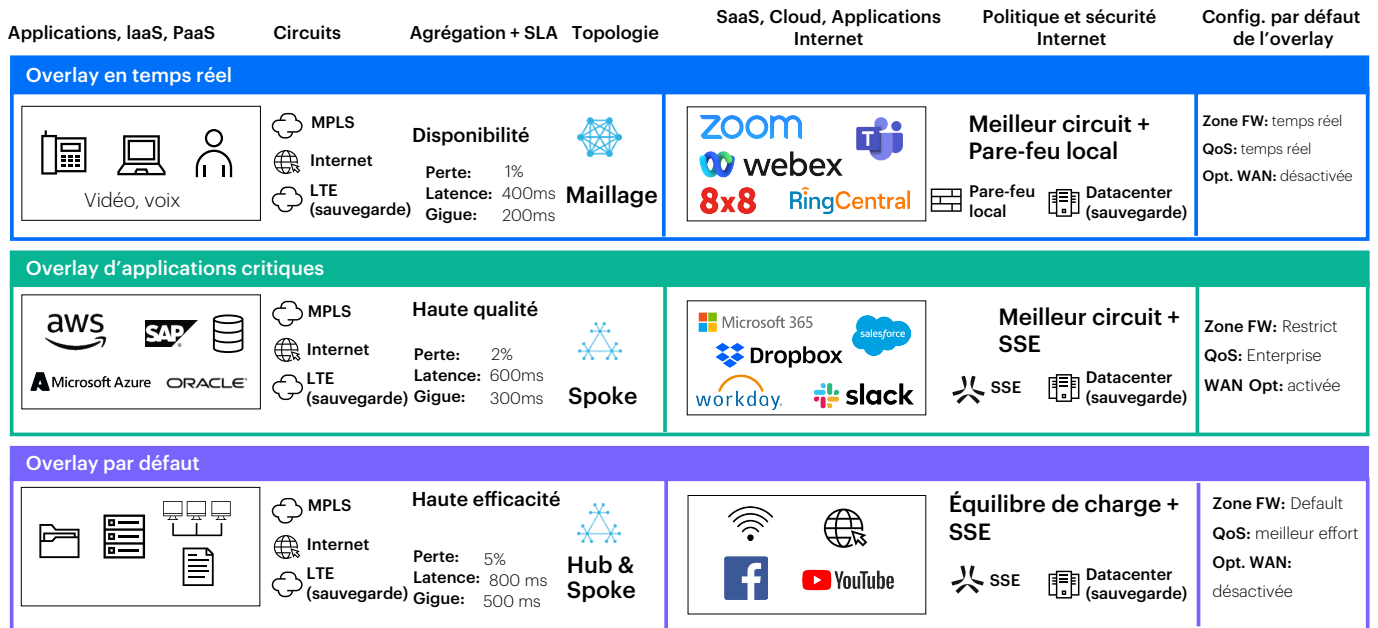 Applications, IaaS, PaaS
Circuits
Agrégation + SLA
Topologie
SaaS, Cloud, Applications
Internet
Politique et sécurité
Internet
Config. par défaut
de l'overlay
Overlay en temps réel
Vidéo, voix
MPLS
Internet
LTE
(sauvegarde)
Disponibilité
Perte: 1%
Latence: 400ms
Gigue: 200ms
Maillage
zoom
T
webex
8x8
RingCentral
Meilleur circuit +
Pare-feu local
Pare-feu
local
Datacenter
(sauvegarde)
Zone FW: temps réel
QoS: temps réel
Opt. WAN: désactivée
Overlay d'applications critiques
aws
SAP
Microsoft Azure
ORACLE
MPLS
Internet
LTE
(sauvegarde)
Haute qualité
Perte: 2%
Latence: 600ms
Gigue: 300ms
Spoke
Microsoft 365
salesforce
Dropbox
workday.
slack
Meilleur circuit +
SSE
SSE
Datacenter
(sauvegarde)
Zone FW: Restrict
QoS: Enterprise
WAN Opt: activée
Overlay par défaut
MPLS
Internet
LTE
(sauvegarde)
Haute efficacité
Perte: 5%
Latence: 800 ms
Gigue: 500 ms
Hub &
Spoke
f
YouTube
Équilibre de charge +
SSE
SSE
Datacenter
(sauvegarde)
Zone FW: Default
QoS: meilleur effort
Opt. WAN:
désactivée